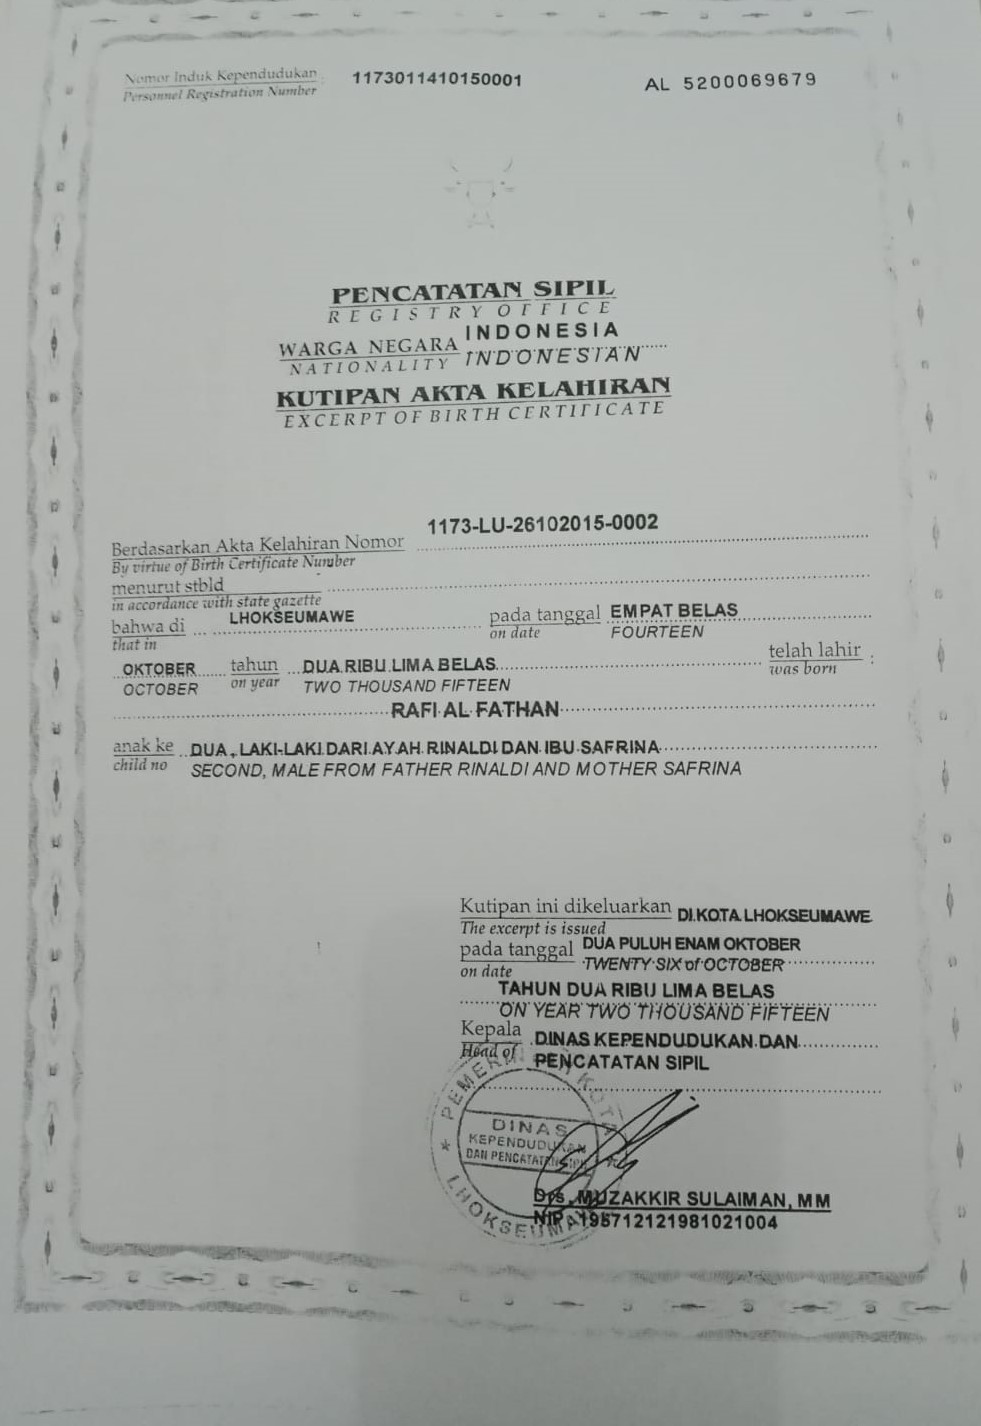 Nomor Induk Kependudukan 1173011410150001 AL 5200069679
Personnel Registration Number
PENCATATAN SIPIL
REGISTRY OFFICE
WARGA NEGARA INDONESIA
NATIONALITY INDONESIAN
KUTIPAN AKTA KELAHIRAN
EXCERPT OF BIRTH CERTIFICATE
Berdasarkan Akta Kelahiran Nomor 1173-LU-26102015-0002
By virtue of Birth Certificate Number
menurut stbld
in accordance with state gazette
bahwa di LHOKSEUMAWE pada tanggal EMPAT BELAS
that in on date FOURTEEN
OKTOBER tahun DUA RIBU LIMA BELAS telah lahir :
OCTOBER on year TWO THOUSAND FIFTEEN was born
RAFI AL FATHAN
anak ke DUA, LAKI-LAKI DARI AYAH RINALDI DAN IBU SAFRINA
child no SECOND, MALE FROM FATHER RINALDI AND MOTHER SAFRINA
Kutipan ini dikeluarkan DI KOTA LHOKSEUMAWE
The excerpt is issued
pada tanggal DUA PULUH ENAM OKTOBER
on date TWENTY SIX of OCTOBER
TAHUN DUA RIBU LIMA BELAS
ON YEAR TWO THOUSAND FIFTEEN
Kepala DINAS KEPENDUDUKAN DAN
Head of PENCATATAN SIPIL
PEMERINTAH KOTA
DINAS
KEPENDUDUKAN
DAN PENCATATAN SIPIL
LHOKSEUMAWE
Drs. MUZAKKIR SULAIMAN, MM
NIP. 195712121981021004